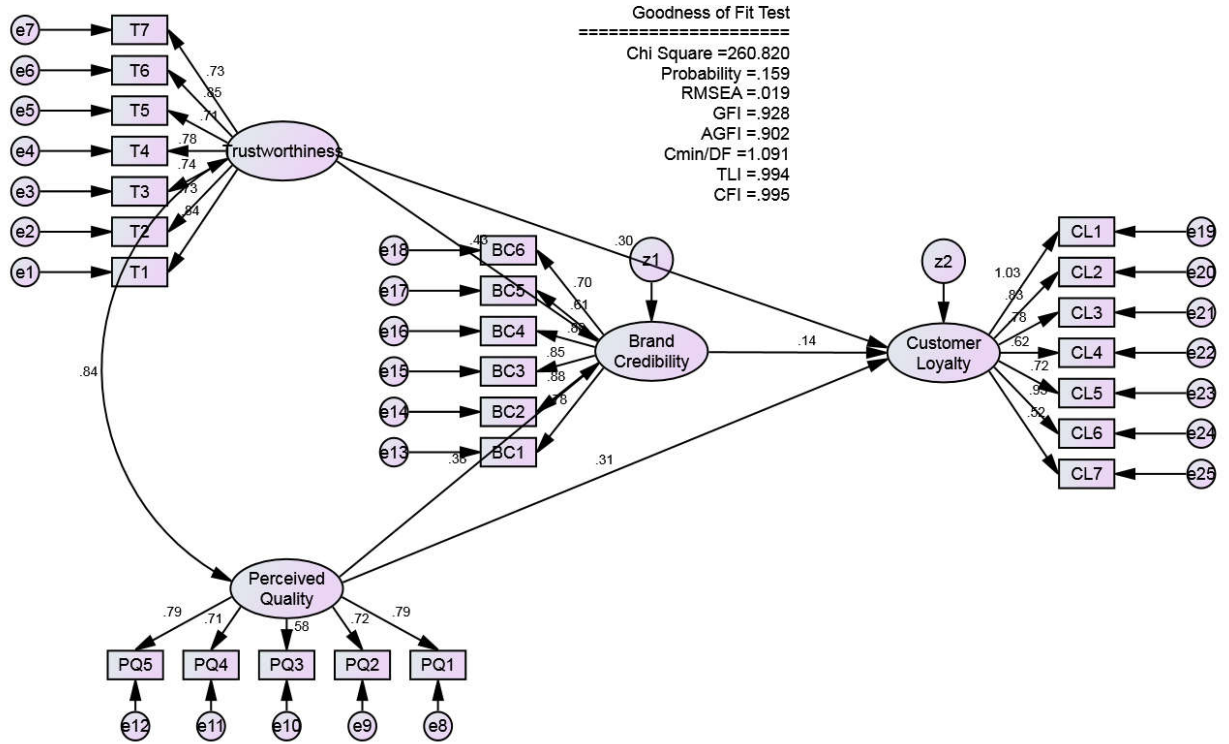 Goodness of Fit Test
=====================
Chi Square =260.820
Probability =.159
RMSEA =.019
GFI =.928
AGFI =.902
Cmin/DF =1.091
TLI =.994
CFI =.995
e7 T7 .73
e6 T6 .85
e5 T5 .71
e4 T4 .78
Trustworthiness
e3 T3 .74
.73
e2 T2 .84
e1 T1
.43
.30
e18 BC6 .70
e17 BC5 .61
e16 BC4
e15 BC3 .85
e14 BC2 .88
e13 BC1 .78
z1
Brand
Credibility
.14
z2
Customer
Loyalty
1.03 CL1 e19
.83 CL2 e20
.78 CL3 e21
.62 CL4 e22
.72 CL5 e23
CL6 e24
.52 CL7 e25
.84
.31
Perceived
Quality
.79 .71 .58 .72 .79
PQ5 PQ4 PQ3 PQ2 PQ1
e12 e11 e10 e9 e8